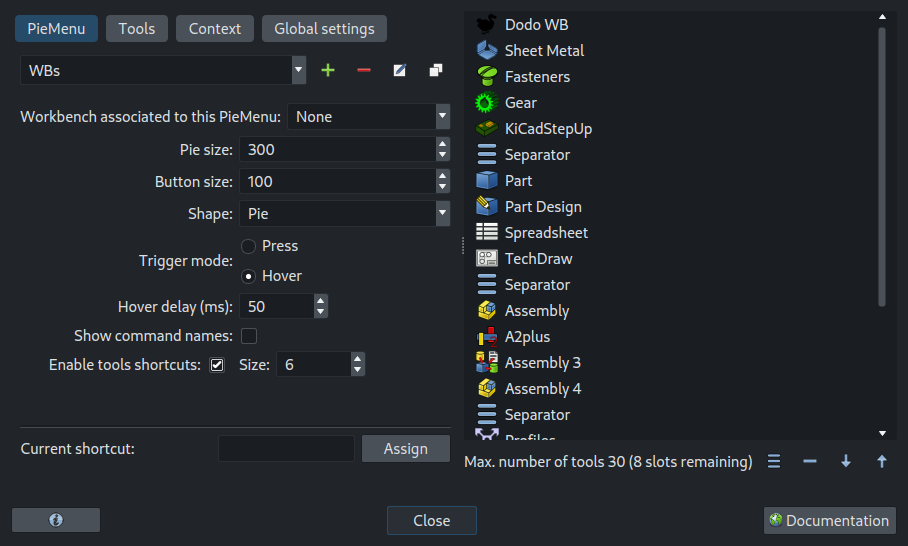 PieMenu Tools Context Global settings
WBs
Workbench associated to this PieMenu: None
Pie size: 300
Button size: 100
Shape: Pie
Trigger mode:
Press
Hover
Hover delay (ms): 50
Show command names:
Enable tools shortcuts: Size: 6
Current shortcut: Assign
Dodo WB
Sheet Metal
Fasteners
Gear
KiCadStepUp
Separator
Part
Part Design
Spreadsheet
TechDraw
Separator
Assembly
A2plus
Assembly 3
Assembly 4
Separator
Profiles
Max. number of tools 30 (8 slots remaining)
Close
Documentation